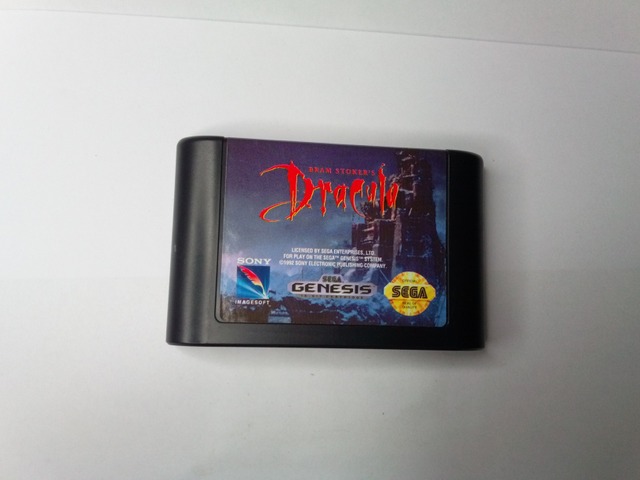 BRAM STOKER'S
Dracula
LICENSED BY SEGA ENTERPRISES, LTD.
FOR PLAY ON THE SEGA™ GENESIS™ SYSTEM.
SONY ELECTRONIC PUBLISHING COMPANY
SONY
IMAGESOFT
SEGA
GENESIS
SEGA